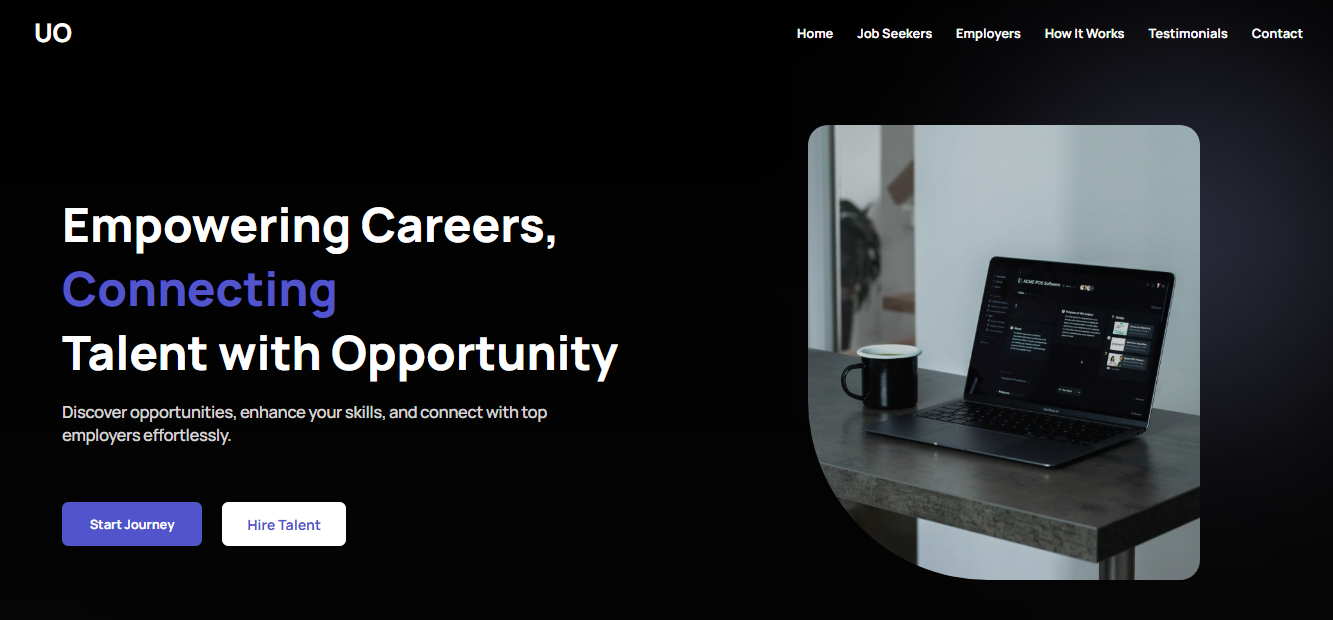 UO
Home Job Seekers Employers How It Works Testimonials Contact
Empowering Careers,
Connecting
Talent with Opportunity
Discover opportunities, enhance your skills, and connect with top
employers effortlessly.
Start Journey Hire Talent
ACME POS Software